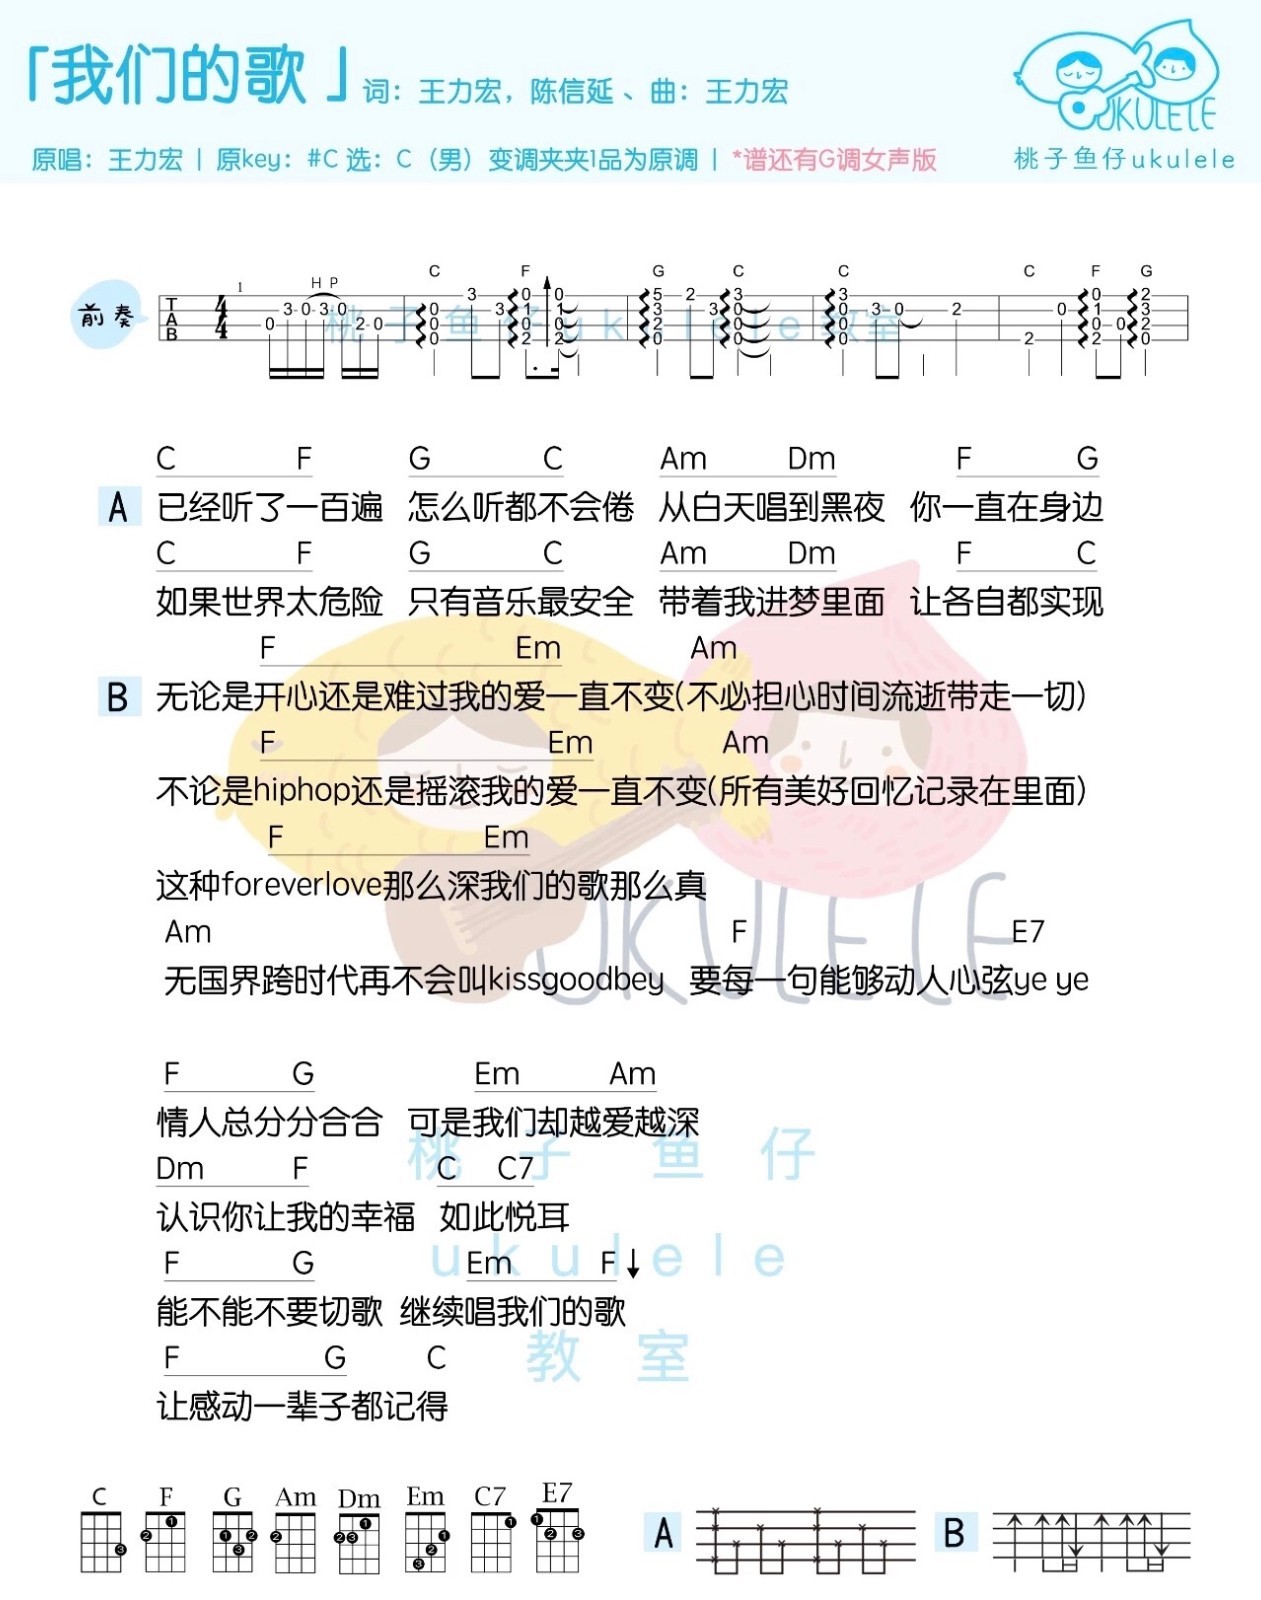 「我们的歌」 词：王力宏，陈信延、曲：王力宏
UKULELE
原唱：王力宏 | 原key：#C 选：C（男）变调夹夹1品为原调 | *谱还有G调女声版
桃子鱼仔ukulele
H P
1 C F G C C C F G
前奏
T
A
B
4
4
桃子鱼仔ukulele教室
C F G C Am Dm F G
A 已经听了一百遍 怎么听都不会倦 从白天唱到黑夜 你一直在身边
C F G C Am Dm F C
如果世界太危险 只有音乐最安全 带着我进梦里面 让各自都实现
F Em Am
B 无论是开心还是难过我的爱一直不变(不必担心时间流逝带走一切)
F Em Am
不论是hiphop还是摇滚我的爱一直不变(所有美好回忆记录在里面)
F Em
这种foreverlove那么深我们的歌那么真
UKULELE
Am F E7
无国界跨时代再不会叫kissgoodbey 要每一句能够动人心弦ye ye
F G Em Am
情人总分分合合 可是我们却越爱越深
桃子鱼仔
Dm F C C7
认识你让我的幸福 如此悦耳
ukulele
F G Em F↓
能不能不要切歌 继续唱我们的歌
教室
F G C
让感动一辈子都记得
C F G Am Dm Em C7 E7
A B